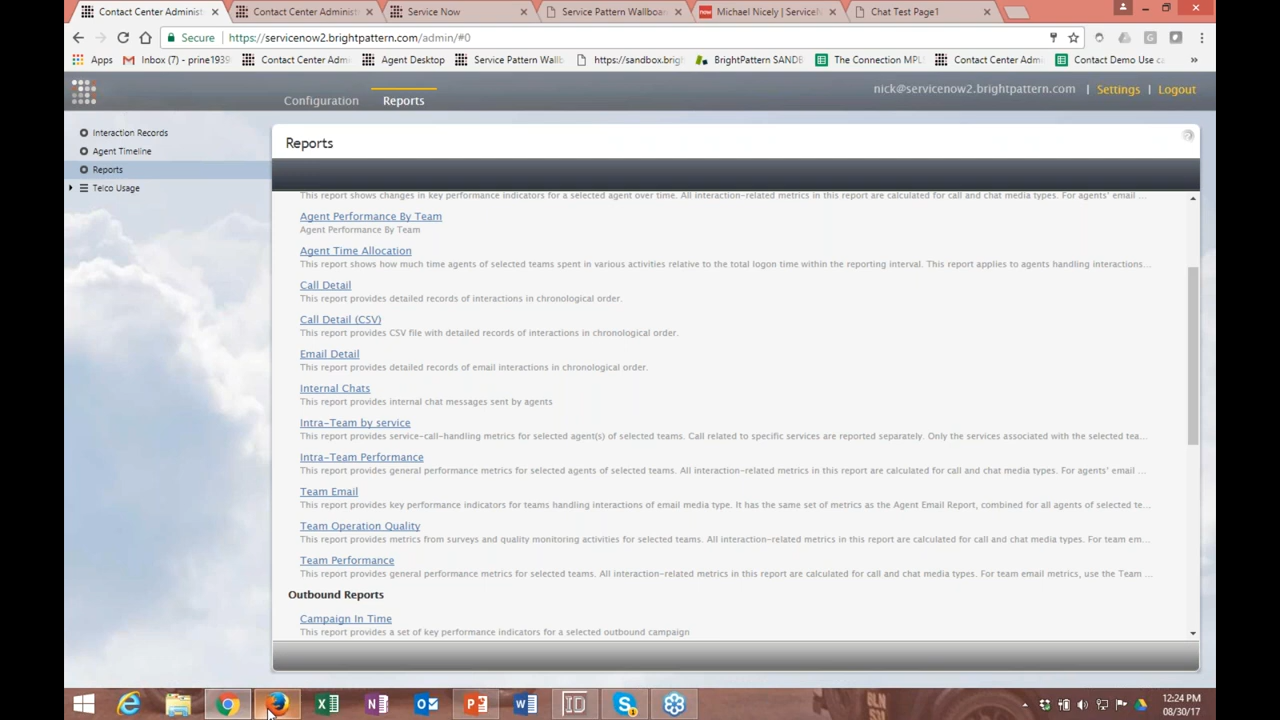 Contact Center Administ
Contact Center Administ
Service Now
Service Pattern Wallboa
Michael Nicely | ServiceN
Chat Test Page1
Secure
https://servicenow2.brightpattern.com/admin/#0
Apps
Inbox (7) - prine1939
Contact Center Admi
Agent Desktop
Service Pattern Wallb
https://sandbox.brig
BrightPattern SANDB
The Connection MPL
Contact Center Admi
Contact Demo Use ca
»
Configuration
Reports
nick@servicenow2.brightpattern.com | Settings | Logout
Interaction Records
Agent Timeline
Reports
Telco Usage
Reports
This report shows changes in key performance indicators for a selected agent over time. All interaction-related metrics in this report are calculated for call and chat media types. For agents' email ...
Agent Performance By Team
Agent Performance By Team
Agent Time Allocation
This report shows how much time agents of selected teams spent in various activities relative to the total logon time within the reporting interval. This report applies to agents handling interactions...
Call Detail
This report provides detailed records of interactions in chronological order.
Call Detail (CSV)
This report provides CSV file with detailed records of interactions in chronological order.
Email Detail
This report provides detailed records of email interactions in chronological order.
Internal Chats
This report provides internal chat messages sent by agents
Intra-Team by service
This report provides service-call-handling metrics for selected agent(s) of selected teams. Call related to specific services are reported separately. Only the services associated with the selected tea...
Intra-Team Performance
This report provides general performance metrics for selected agents of selected teams. All interaction-related metrics in this report are calculated for call and chat media types. For agents' email ...
Team Email
This report provides key performance indicators for teams handling interactions of email media type. It has the same set of metrics as the Agent Email Report, combined for all agents of selected te...
Team Operation Quality
This report provides metrics from surveys and quality monitoring activities for selected teams. All interaction-related metrics in this report are calculated for call and chat media types. For team em...
Team Performance
This report provides general performance metrics for selected teams. All interaction-related metrics in this report are calculated for call and chat media types. For team email metrics, use the Team ...
Outbound Reports
Campaign In Time
This report provides a set of key performance indicators for a selected outbound campaign
12:24 PM
08/30/17